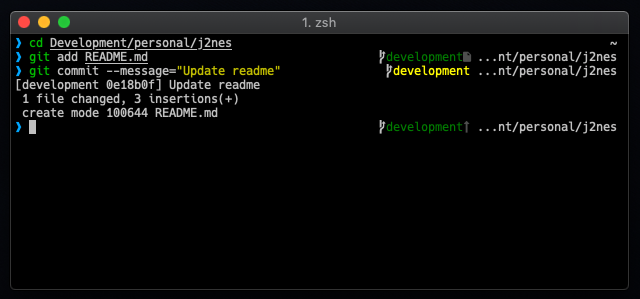 1. zsh
❯ cd Development/personal/j2nes ~
❯ git add README.md development ...nt/personal/j2nes
❯ git commit --message="Update readme" development ...nt/personal/j2nes
[development 0e18b0f] Update readme
1 file changed, 3 insertions(+)
create mode 100644 README.md
❯ development↑ ...nt/personal/j2nes